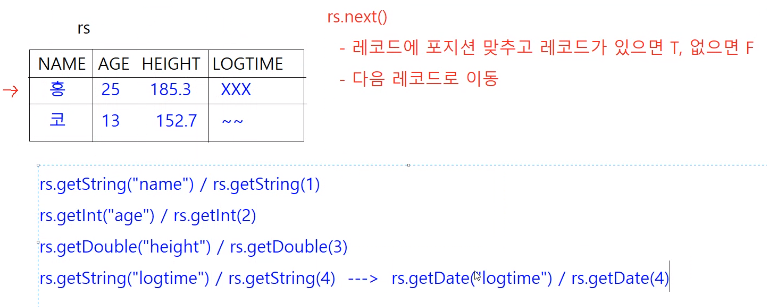 rs
rs.next()
- 레코드에 포지션 맞추고 레코드가 있으면 T, 없으면 F
- 다음 레코드로 이동
NAME AGE HEIGHT LOGTIME
홍 25 185.3 XXX
코 13 152.7 ~~
rs.getString("name") / rs.getString(1)
rs.getInt("age") / rs.getInt(2)
rs.getDouble("height") / rs.getDouble(3)
rs.getString("logtime") / rs.getString(4) ---> rs.getDate("logtime") / rs.getDate(4)